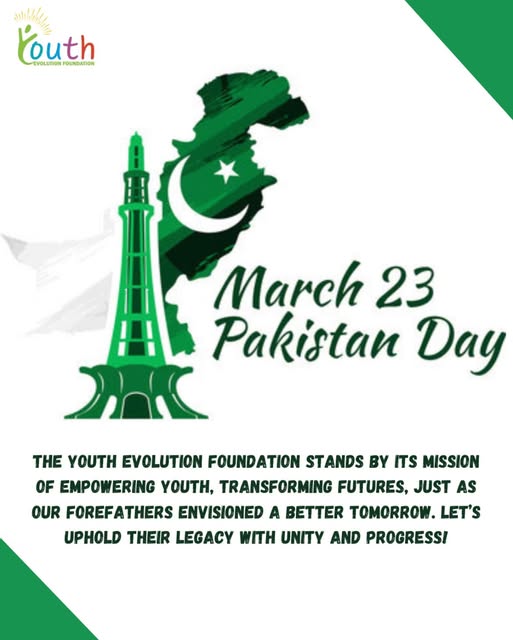 Youth
EVOLUTION FOUNDATION
March 23
Pakistan Day
THE YOUTH EVOLUTION FOUNDATION STANDS BY ITS MISSION
OF EMPOWERING YOUTH, TRANSFORMING FUTURES, JUST AS
OUR FOREFATHERS ENVISIONED A BETTER TOMORROW. LET'S
UPHOLD THEIR LEGACY WITH UNITY AND PROGRESS!